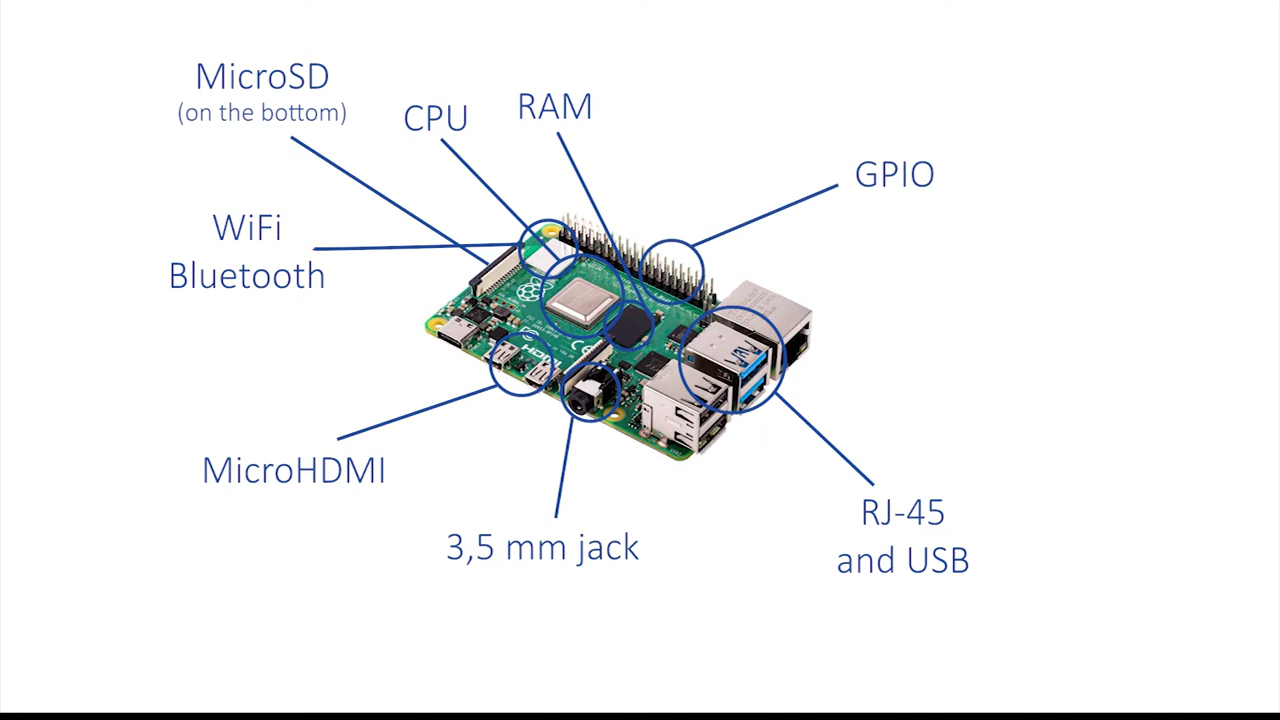 MicroSD
(on the bottom)
CPU
RAM
GPIO
WiFi
Bluetooth
MicroHDMI
3,5 mm jack
RJ-45
and USB